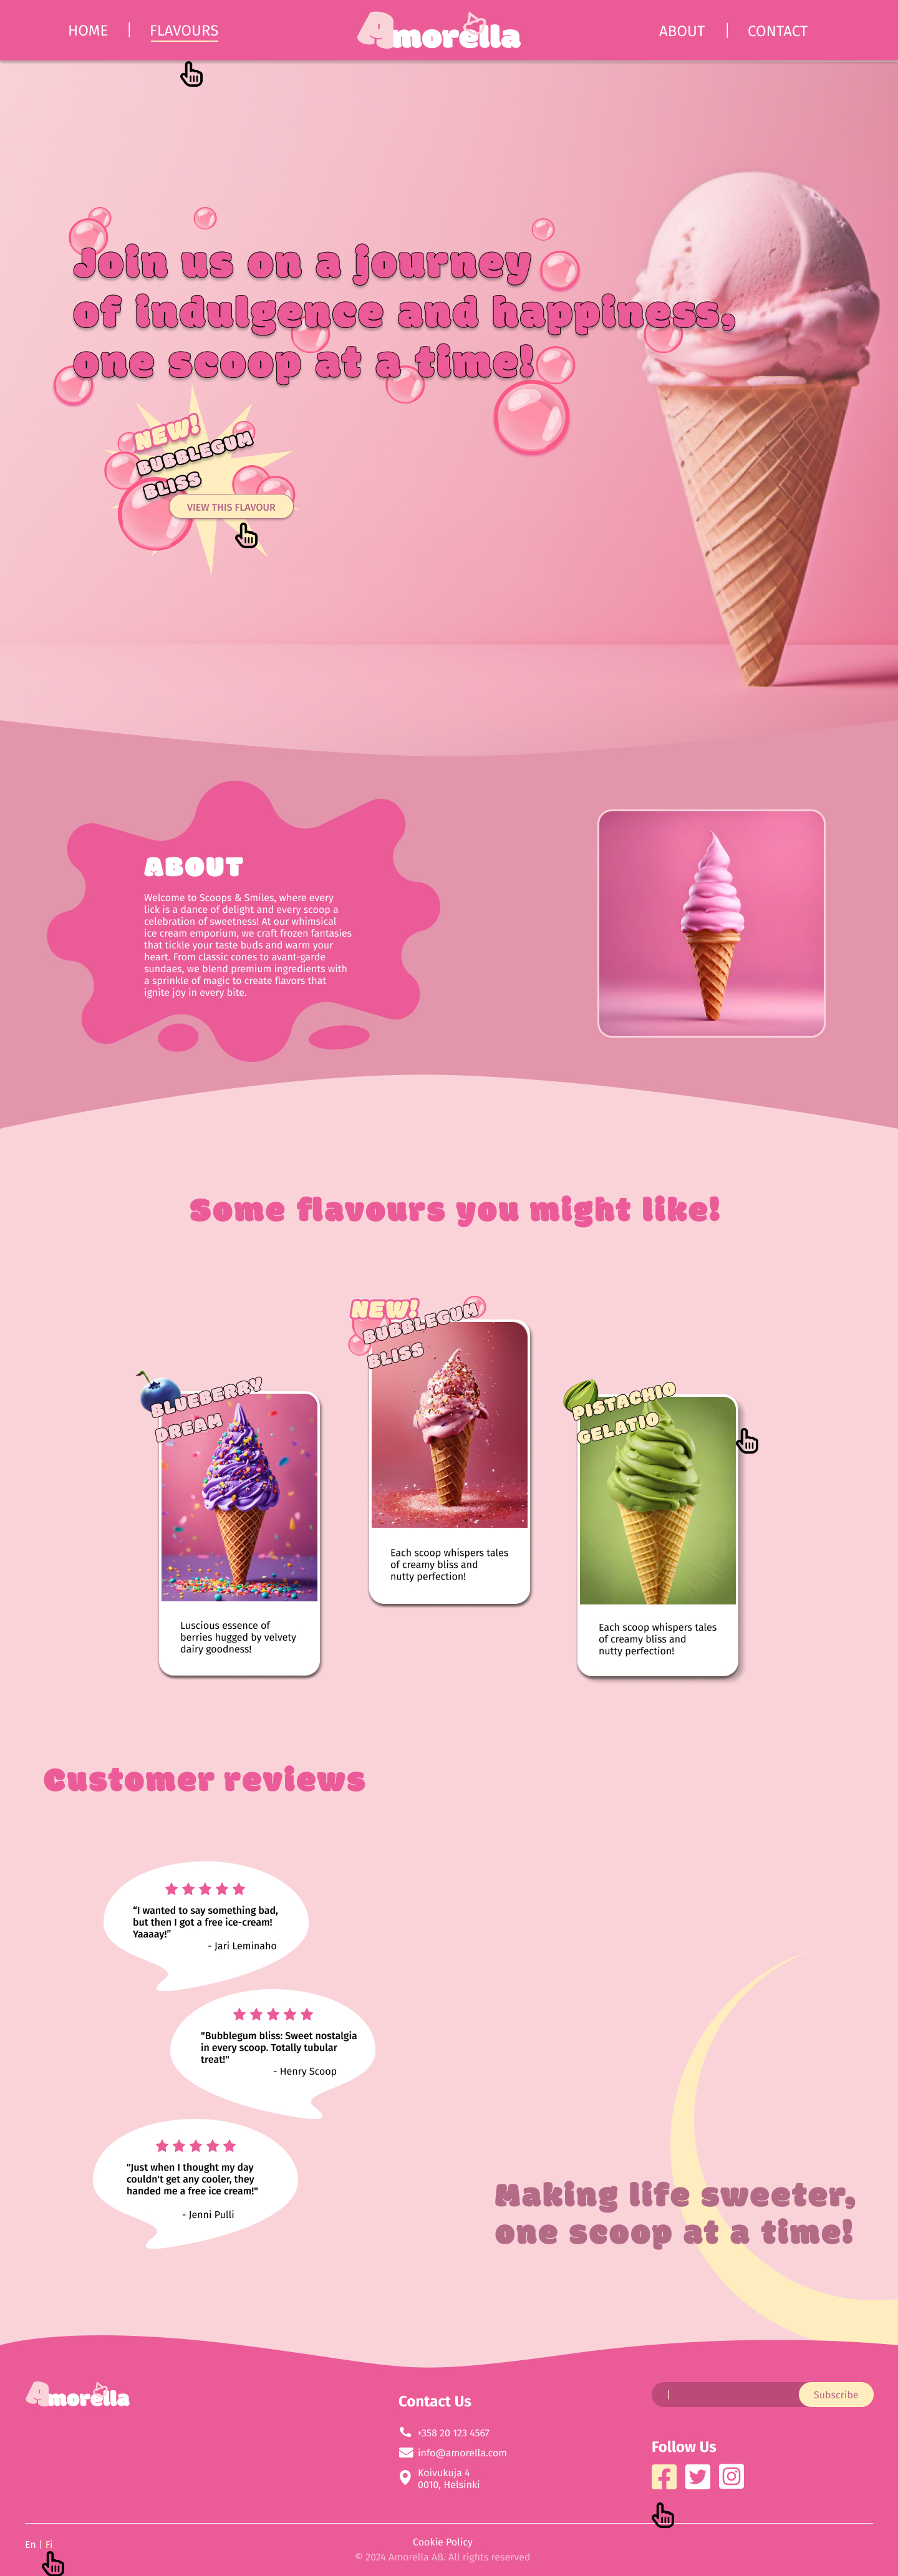 HOME | FLAVOURS
Amorella
ABOUT | CONTACT
Join us on a journey
of indulgence and happiness,
one scoop at a time!
NEW!
BUBBLEGUM
BLISS
VIEW THIS FLAVOUR
ABOUT
Welcome to Scoops & Smiles, where every
lick is a dance of delight and every scoop a
celebration of sweetness! At our whimsical
ice cream emporium, we craft frozen fantasies
that tickle your taste buds and warm your
heart. From classic cones to avant-garde
sundaes, we blend premium ingredients with
a sprinkle of magic to create flavors that
ignite joy in every bite.
Some flavours you might like!
BLUEBERRY
DREAM
Luscious essence of
berries hugged by velvety
dairy goodness!
NEW!
BUBBLEGUM
BLISS
Each scoop whispers tales
of creamy bliss and
nutty perfection!
PISTACHIO
GELATIO
Each scoop whispers tales
of creamy bliss and
nutty perfection!
Customer reviews
“I wanted to say something bad,
but then I got a free ice-cream!
Yaaaay!”
- Jari Leminaho
"Bubblegum bliss: Sweet nostalgia
in every scoop. Totally tubular
treat!"
- Henry Scoop
"Just when I thought my day
couldn't get any cooler, they
handed me a free ice cream!"
- Jenni Pulli
Making life sweeter,
one scoop at a time!
Amorella
Contact Us
+358 20 123 4567
info@amorella.com
Koivukuja 4
0010, Helsinki
Subscribe
Follow Us
En | Fi
Cookie Policy
© 2024 Amorella AB. All rights reserved